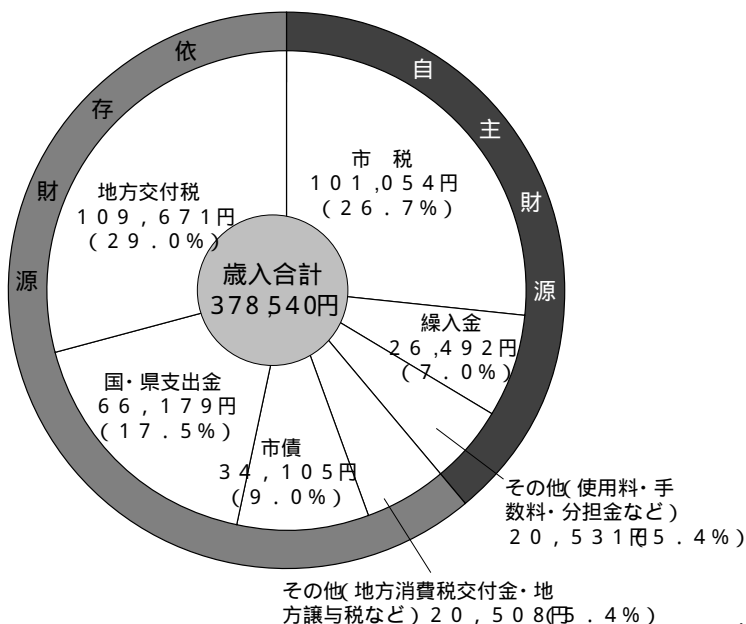 自主財源
依存財源
市　税
101,054円
(26.7%)
繰入金
26,492円
(7.0%)
その他(使用料・手
数料・分担金など)
20,531円(5.4%)
その他(地方消費税交付金・地
方譲与税など)20,508円(5.4%)
市債
34,105円
(9.0%)
国・県支出金
66,179円
(17.5%)
地方交付税
109,671円
(29.0%)
歳入合計
378,540円